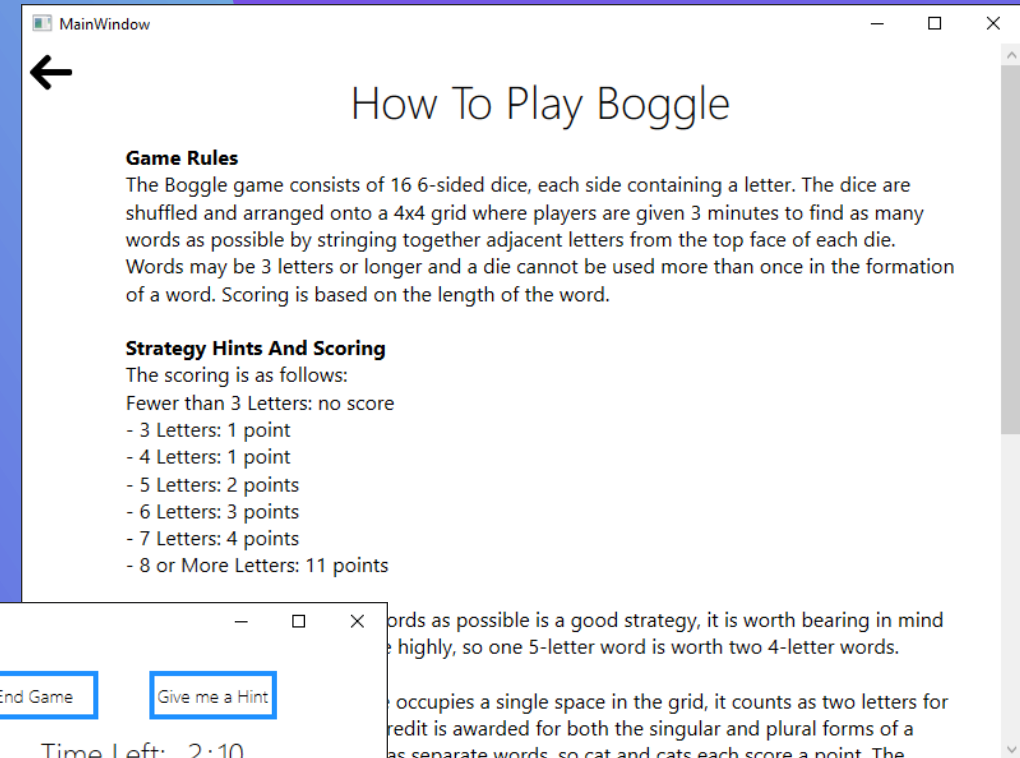 MainWindow
How To Play Boggle
Game Rules
The Boggle game consists of 16 6-sided dice, each side containing a letter. The dice are
shuffled and arranged onto a 4x4 grid where players are given 3 minutes to find as many
words as possible by stringing together adjacent letters from the top face of each die.
Words may be 3 letters or longer and a die cannot be used more than once in the formation
of a word. Scoring is based on the length of the word.
Strategy Hints And Scoring
The scoring is as follows:
Fewer than 3 Letters: no score
- 3 Letters: 1 point
- 4 Letters: 1 point
- 5 Letters: 2 points
- 6 Letters: 3 points
- 7 Letters: 4 points
- 8 or More Letters: 11 points
ords as possible is a good strategy, it is worth bearing in mind
highly, so one 5-letter word is worth two 4-letter words.
occupies a single space in the grid, it counts as two letters for
redit is awarded for both the singular and plural forms of a
as separate words, so cat and cats each score a point. The
End Game
Give me a Hint
Time Left: 2:10